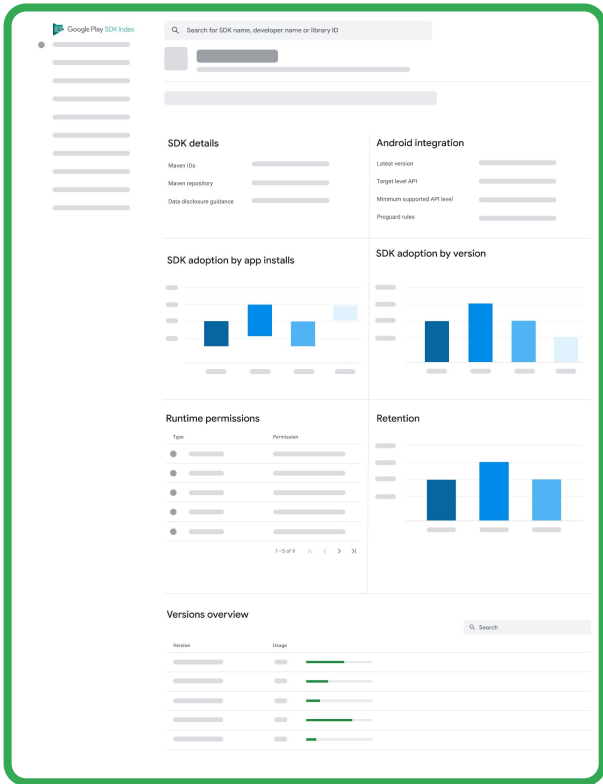 Google Play SDK Index
Search for SDK name, developer name or library ID
SDK details
Maven IDs
Maven repository
Data disclosure guidance
Android integration
Latest version
Target level API
Minimum supported API level
Proguard rules
SDK adoption by app installs
SDK adoption by version
Runtime permissions
Type Permission
1–5 of 9
Retention
Versions overview
Search
Version Usage